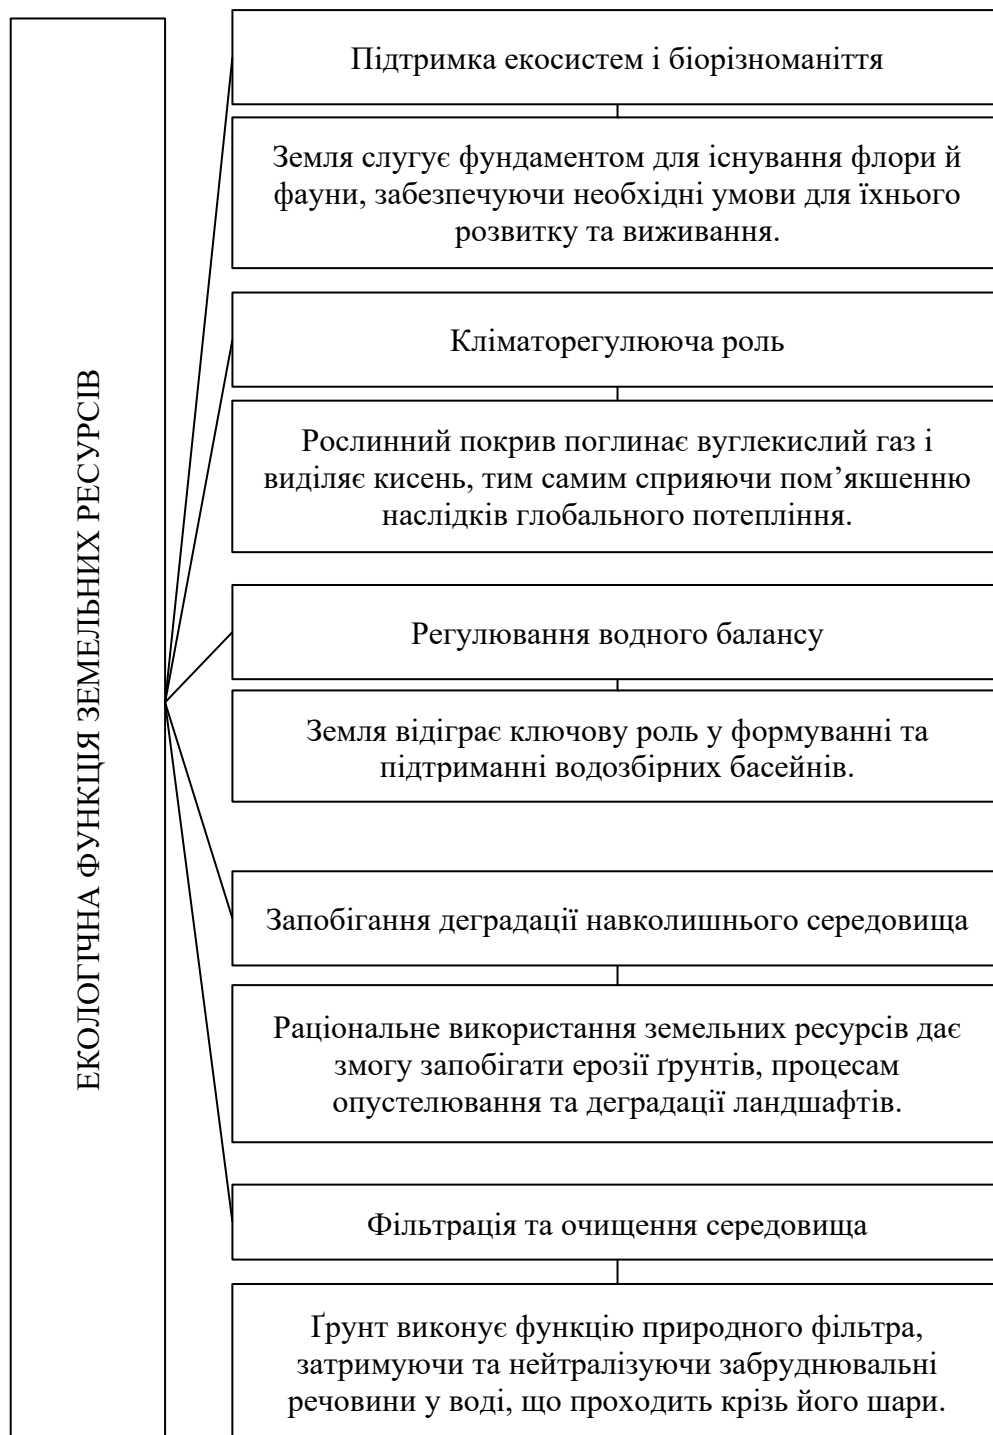 ЕКОЛОГІЧНА ФУНКЦІЯ ЗЕМЕЛЬНИХ РЕСУРСІВ
Підтримка екосистем і біорізноманіття
Земля слугує фундаментом для існування флори й
фауни, забезпечуючи необхідні умови для їхнього
розвитку та виживання.
Кліматорегулююча роль
Рослинний покрив поглинає вуглекислий газ і
виділяє кисень, тим самим сприяючи пом’якшенню
наслідків глобального потепління.
Регулювання водного балансу
Земля відіграє ключову роль у формуванні та
підтриманні водозбірних басейнів.
Запобігання деградації навколишнього середовища
Раціональне використання земельних ресурсів дає
змогу запобігати ерозії ґрунтів, процесам
опустелювання та деградації ландшафтів.
Фільтрація та очищення середовища
Ґрунт виконує функцію природного фільтра,
затримуючи та нейтралізуючи забруднювальні
речовини у воді, що проходить крізь його шари.